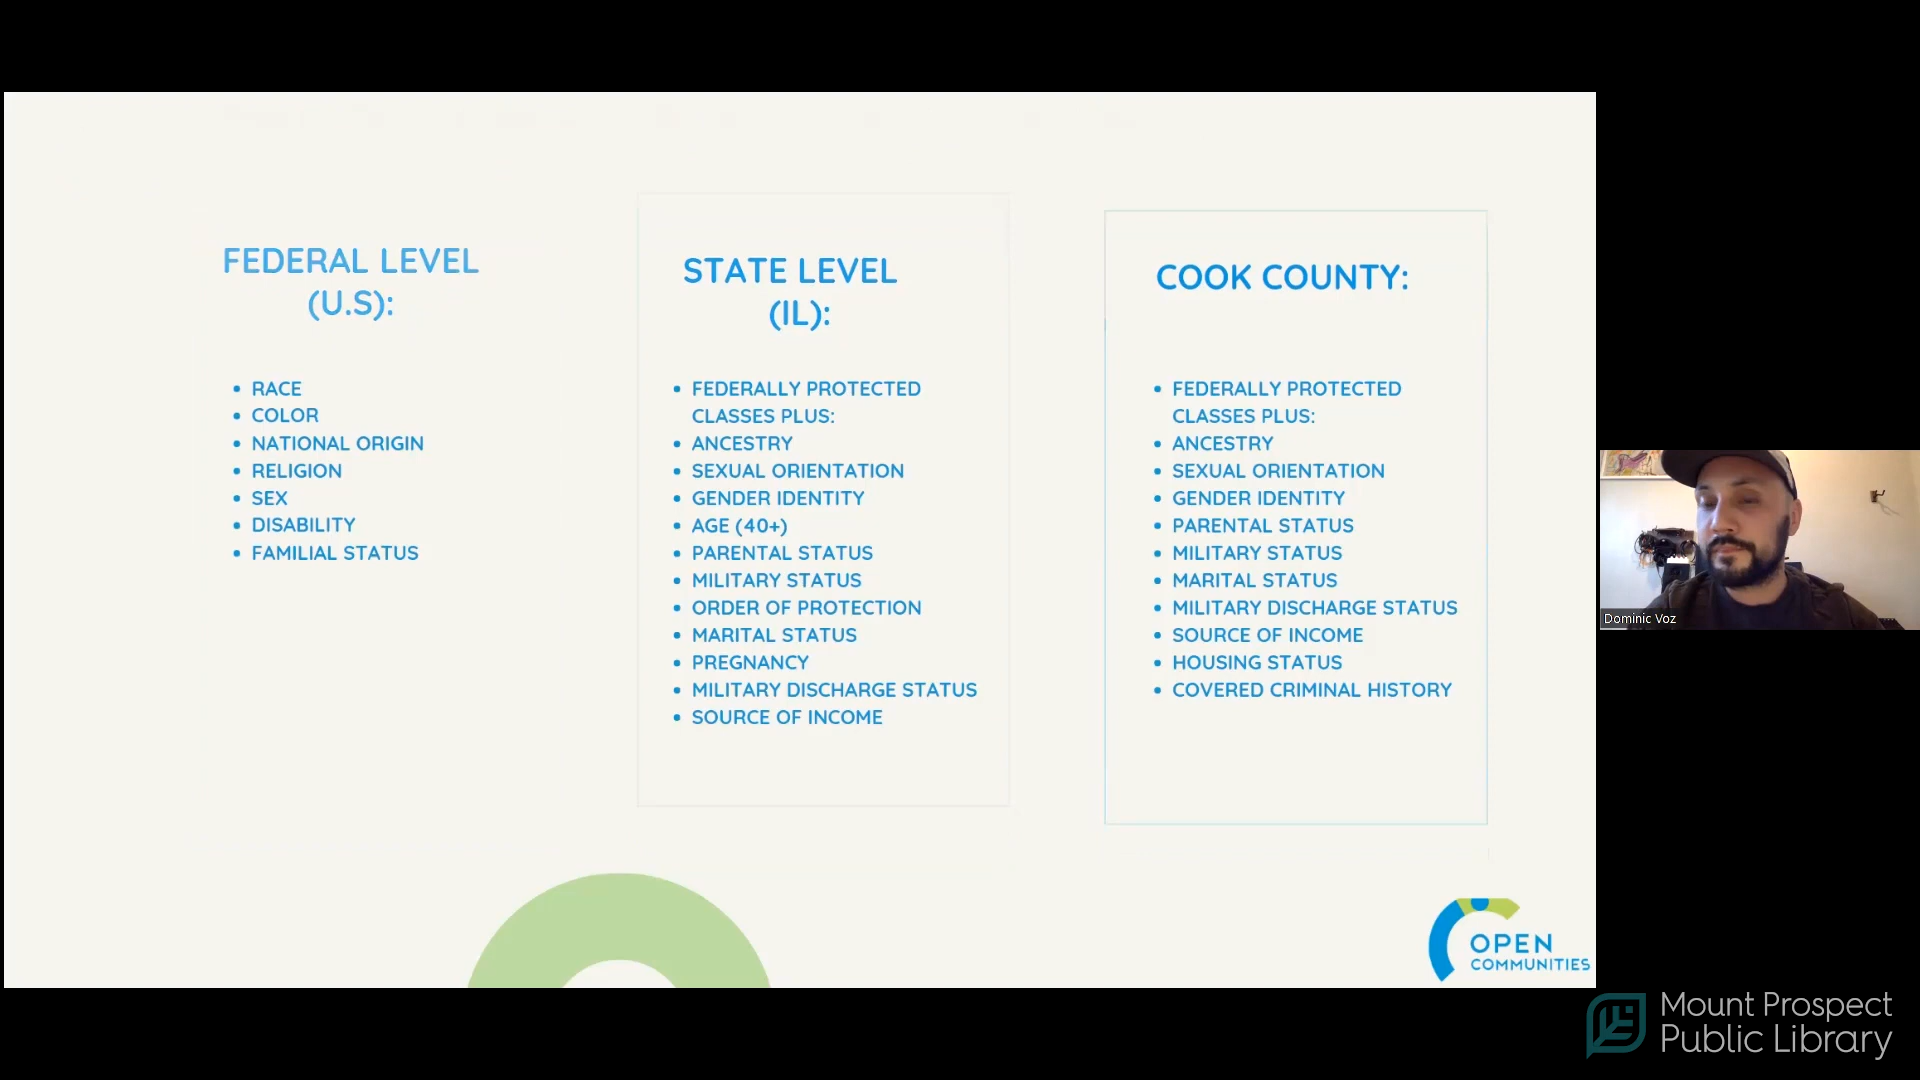 FEDERAL LEVEL
(U.S):
• RACE
• COLOR
• NATIONAL ORIGIN
• RELIGION
• SEX
• DISABILITY
• FAMILIAL STATUS
STATE LEVEL
(IL):
• FEDERALLY PROTECTED
CLASSES PLUS:
• ANCESTRY
• SEXUAL ORIENTATION
• GENDER IDENTITY
• AGE (40+)
• PARENTAL STATUS
• MILITARY STATUS
• ORDER OF PROTECTION
• MARITAL STATUS
• PREGNANCY
• MILITARY DISCHARGE STATUS
• SOURCE OF INCOME
COOK COUNTY:
• FEDERALLY PROTECTED
CLASSES PLUS:
• ANCESTRY
• SEXUAL ORIENTATION
• GENDER IDENTITY
• PARENTAL STATUS
• MILITARY STATUS
• MARITAL STATUS
• MILITARY DISCHARGE STATUS
• SOURCE OF INCOME
• HOUSING STATUS
• COVERED CRIMINAL HISTORY
OPEN
COMMUNITIES
Dominic Voz
Mount Prospect
Public Library